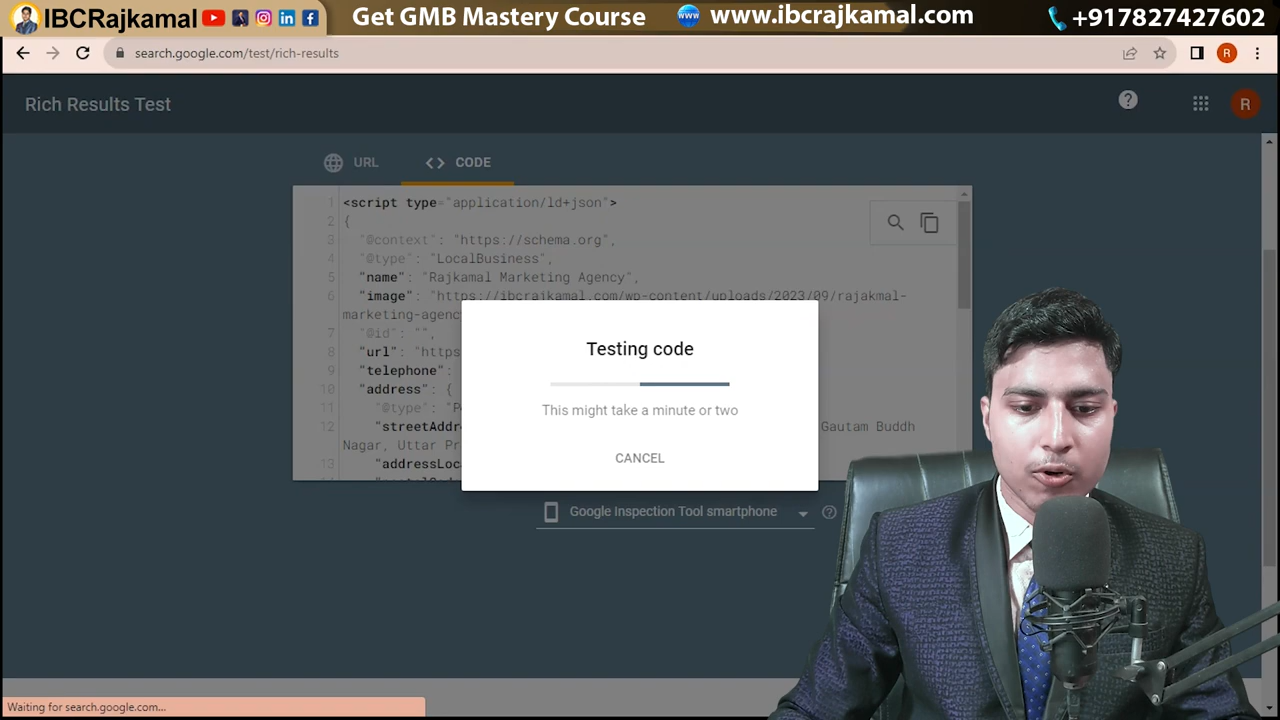 IBCRajkamal
Get GMB Mastery Course
www.ibcrajkamal.com
+917827427602
search.google.com/test/rich-results
R
Rich Results Test
R
URL
<> CODE
1 <script type="application/ld+json">
2 {
3 "@context": "https://schema.org",
4 "@type": "LocalBusiness",
5 "name": "Rajkamal Marketing Agency",
6 "image": "https://ibcrajkamal.com/wp-content/uploads/2023/09/rajakmal-
marketing-agenc
7 "@id": "",
8 "url": "https
9 "telephone":
10 "address": {
11 "@type": "P
12 "streetAddr Gautam Buddh
Nagar, Uttar Pr
13 "addressLoca
Testing code
This might take a minute or two
CANCEL
Google Inspection Tool smartphone
Waiting for search.google.com...